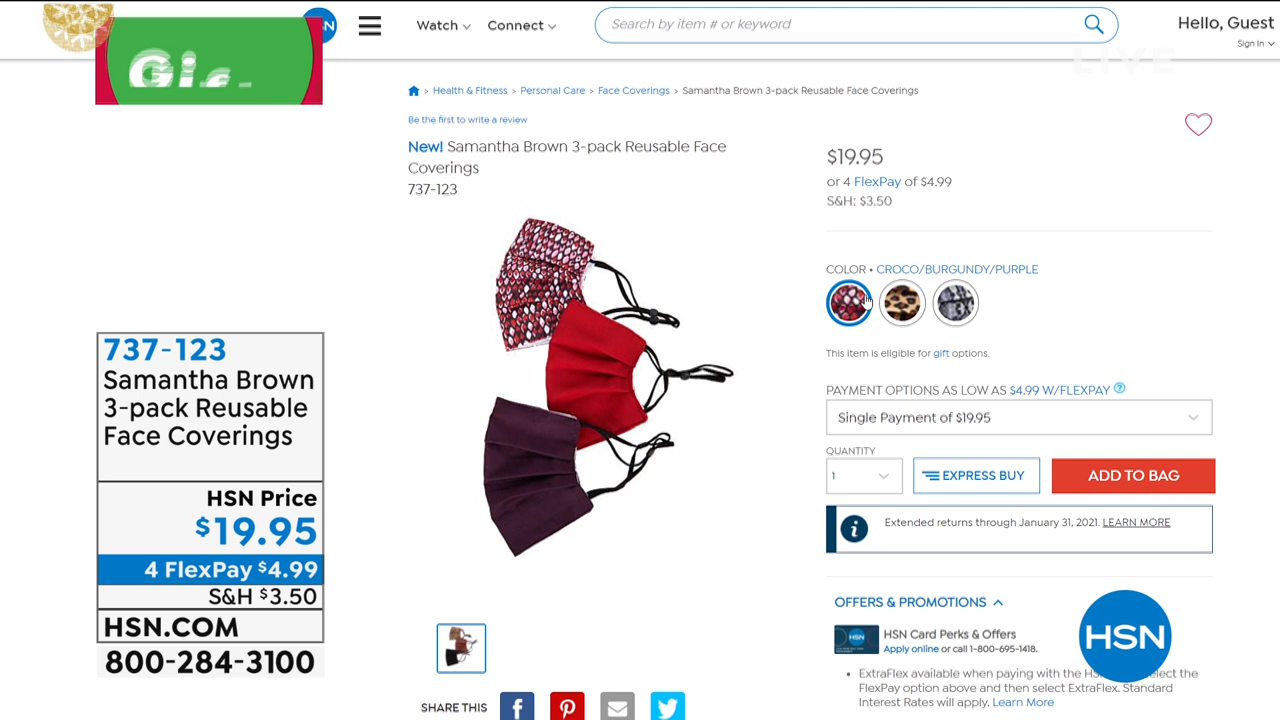 Watch
Connect
Search by item # or keyword
Hello, Guest
Sign In
LIVE
Health & Fitness > Personal Care > Face Coverings > Samantha Brown 3-pack Reusable Face Coverings
Be the first to write a review
New! Samantha Brown 3-pack Reusable Face
Coverings
737-123
$19.95
or 4 FlexPay of $4.99
S&H: $3.50
COLOR • CROCO/BURGUNDY/PURPLE
This item is eligible for gift options.
PAYMENT OPTIONS AS LOW AS $4.99 W/FLEXPAY ?
Single Payment of $19.95
QUANTITY
1
EXPRESS BUY
ADD TO BAG
i
Extended returns through January 31, 2021. LEARN MORE
OFFERS & PROMOTIONS
HSN
HSN Card Perks & Offers
Apply online or call 1-800-695-1418.
• ExtraFlex available when paying with the elect the
FlexPay option above and then select ExtraFlex. Standard
Interest Rates will apply. Learn More
HSN
SHARE THIS
737-123
Samantha Brown
3-pack Reusable
Face Coverings
HSN Price
$19.95
4 FlexPay $4.99
S&H $3.50
HSN.COM
800-284-3100